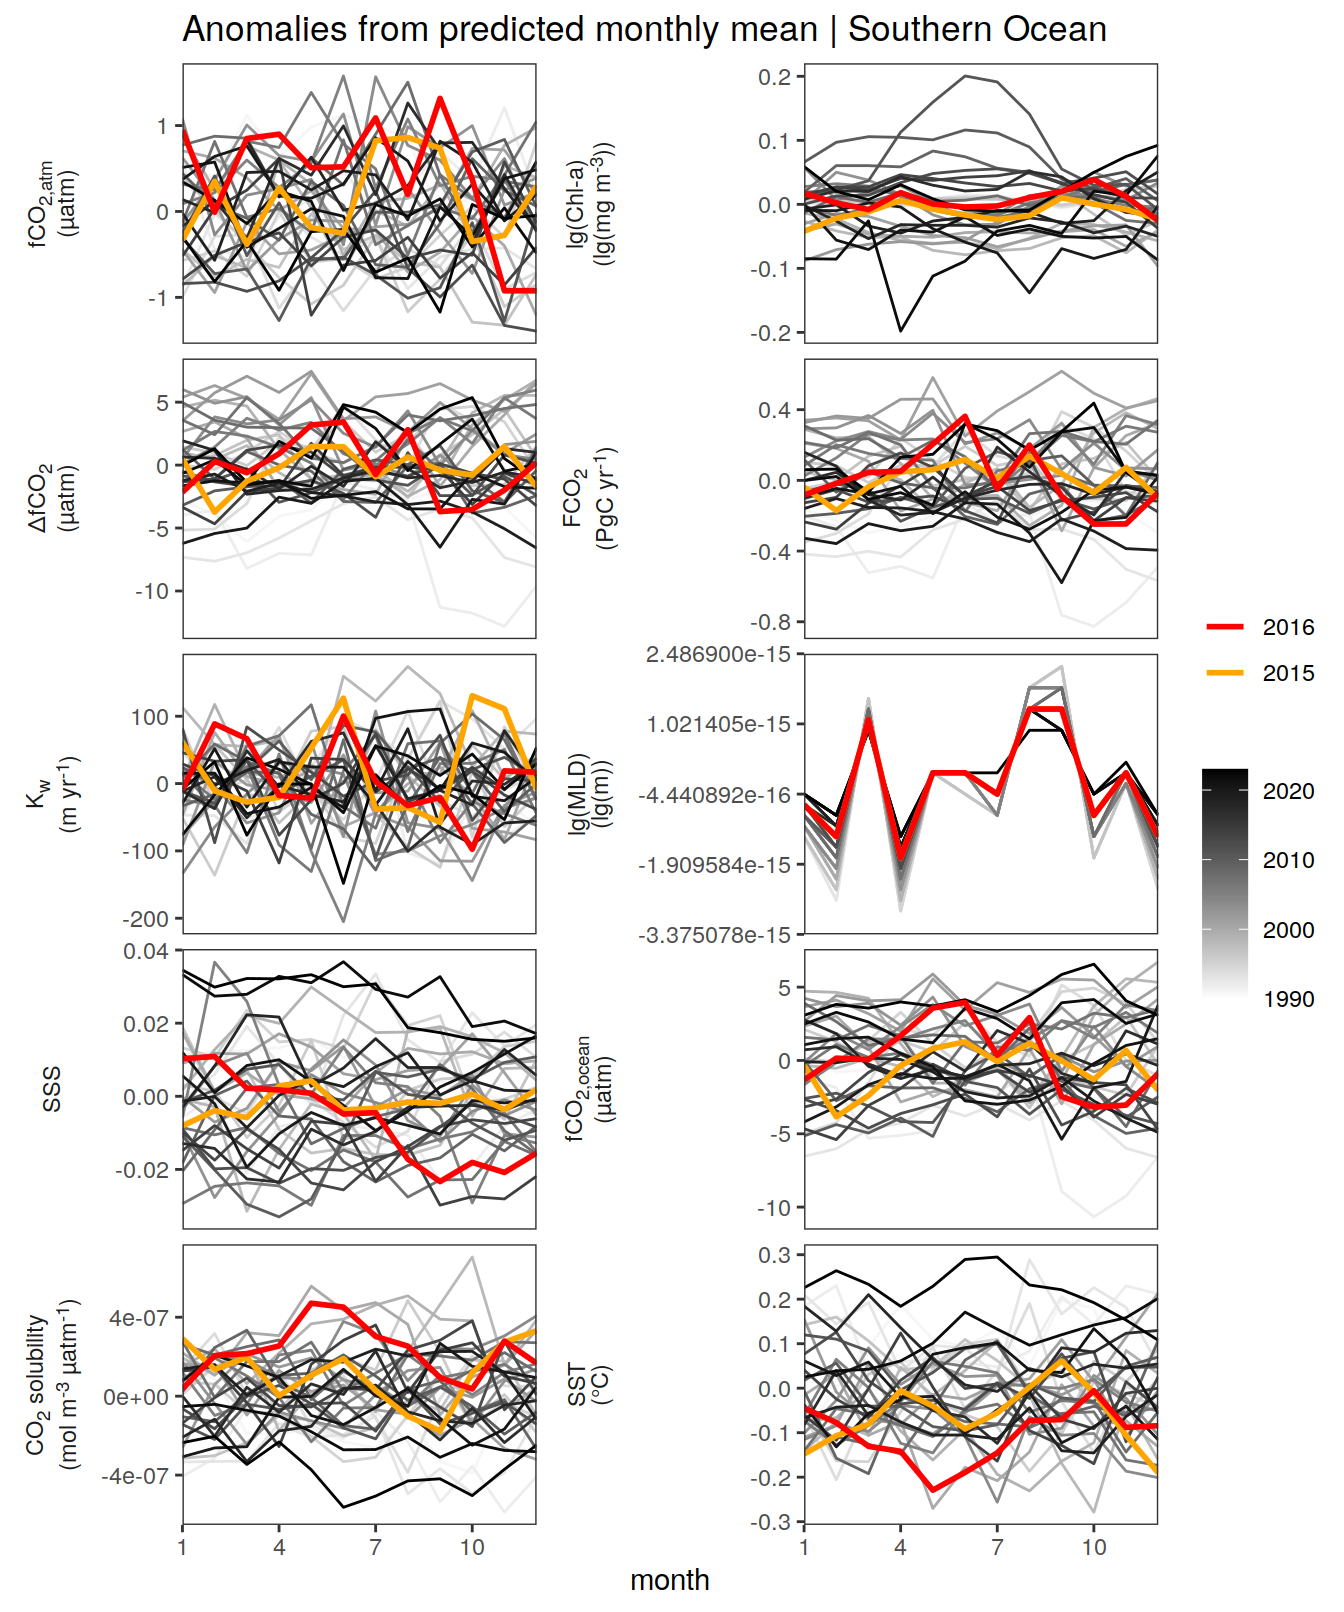 Anomalies from predicted monthly mean | Southern Ocean
fCO2,atm
(µatm)
1
0
-1
lg(Chl-a)
(lg(mg m-3))
0.2
0.1
0.0
-0.1
-0.2
ΔfCO2
(µatm)
5
0
-5
-10
FCO2
(PgC yr-1)
0.4
0.0
-0.4
-0.8
Kw
(m yr-1)
100
0
-100
-200
lg(MLD)
(lg(m))
2.486900e-15
1.021405e-15
-4.440892e-16
-1.909584e-15
-3.375078e-15
SSS
0.04
0.02
0.00
-0.02
fCO2,ocean
(µatm)
5
0
-5
-10
CO2 solubility
(mol m-3 µatm-1)
4e-07
0e+00
-4e-07
SST
(°C)
0.3
0.2
0.1
0.0
-0.1
-0.2
-0.3
1 4 7 10
1 4 7 10
month
2016
2015
2020
2010
2000
1990